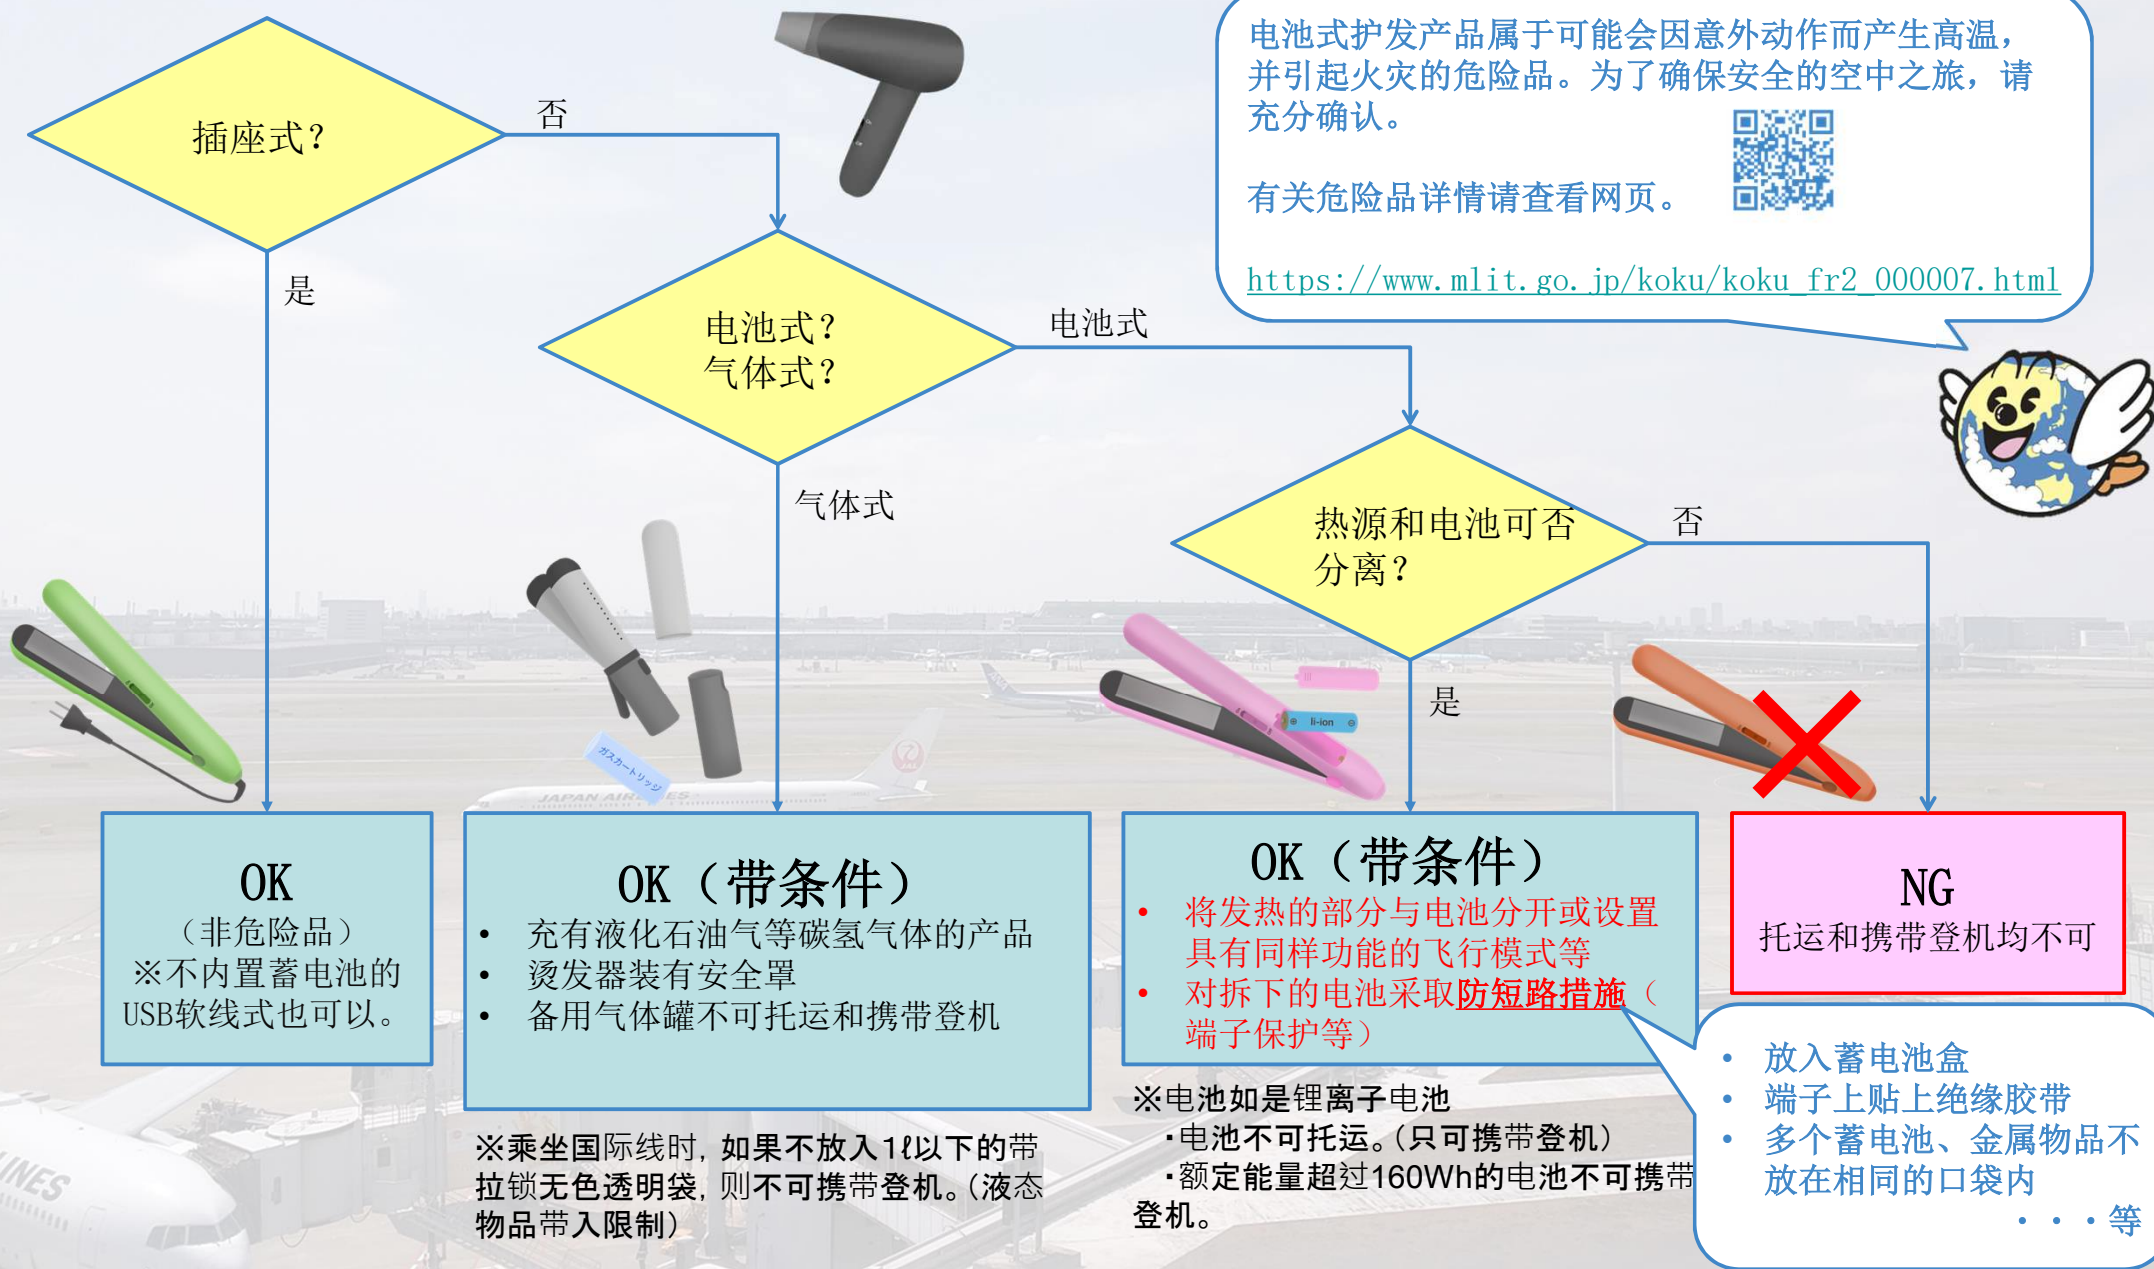 电池式护发产品属于可能会因意外动作而产生高温，
并引起火灾的危险品。为了确保安全的空中之旅，请
充分确认。
有关危险品详情请查看网页。
https://www.mlit.go.jp/koku/koku_fr2_000007.html
插座式？
否
是
电池式？
气体式？
电池式
气体式
热源和电池可否
分离？
否
是
li-ion
ガスカートリッジ
JAPAN AIRLINES
JAL
INES
OK
（非危险品）
※不内置蓄电池的
USB软线式也可以。
OK（带条件）
• 充有液化石油气等碳氢气体的产品
• 烫发器装有安全罩
• 备用气体罐不可托运和携带登机
※乘坐国际线时，如果不放入1ℓ以下的带
拉锁无色透明袋，则不可携带登机。（液态
物品带入限制）
OK（带条件）
• 将发热的部分与电池分开或设置
具有同样功能的飞行模式等
• 对拆下的电池采取防短路措施（
端子保护等）
※电池如是锂离子电池
・电池不可托运。（只可携带登机）
・额定能量超过160Wh的电池不可携带
登机。
NG
托运和携带登机均不可
• 放入蓄电池盒
• 端子上贴上绝缘胶带
• 多个蓄电池、金属物品不
放在相同的口袋内
・・・等